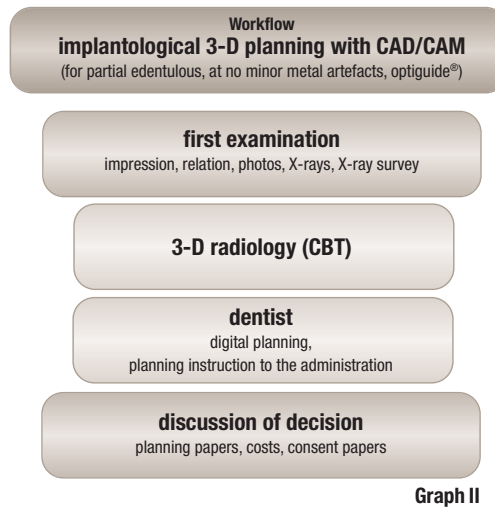 Workflow
implantological 3-D planning with CAD/CAM
(for partial edentulous, at no minor metal artefacts, optiguide®)
first examination
impression, relation, photos, X-rays, X-ray survey
3-D radiology (CBT)
dentist
digital planning,
planning instruction to the administration
discussion of decision
planning papers, costs, consent papers
Graph II